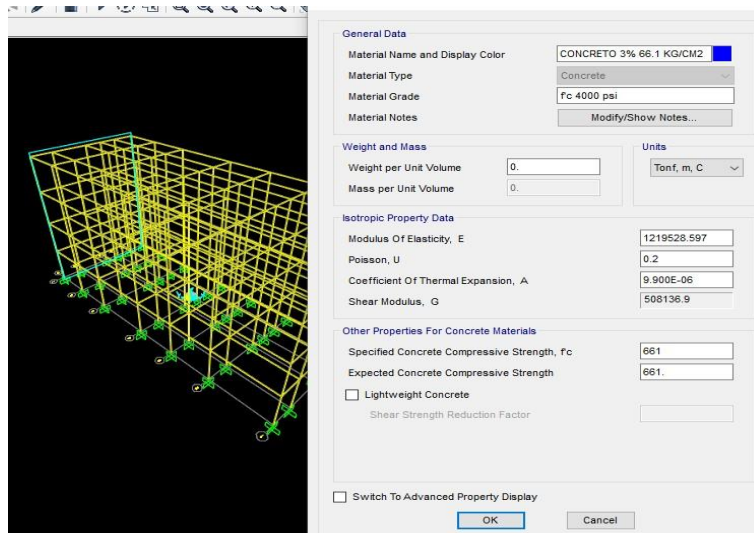 General Data
Material Name and Display Color CONCRETO 3% 66.1 KG/CM2
Material Type Concrete
Material Grade f'c 4000 psi
Material Notes Modify/Show Notes...
Weight and Mass Units
Weight per Unit Volume 0. Tonf, m, C
Mass per Unit Volume 0.
Isotropic Property Data
Modulus Of Elasticity, E 1219528.597
Poisson, U 0.2
Coefficient Of Thermal Expansion, A 9.900E-06
Shear Modulus, G 508136.9
Other Properties For Concrete Materials
Specified Concrete Compressive Strength, f'c 661
Expected Concrete Compressive Strength 661.
Lightweight Concrete
Shear Strength Reduction Factor
Switch To Advanced Property Display
OK Cancel